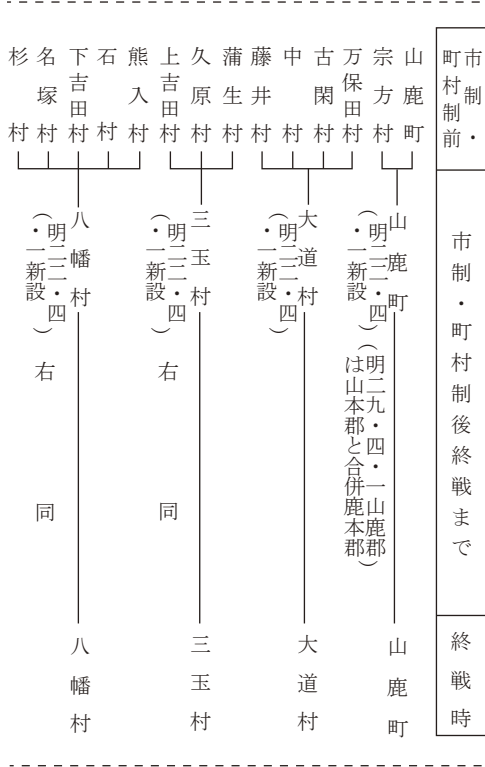 市制・町村制前
市制・町村制後終戦まで
終戦時
山鹿町
宗方村
山鹿町
（明二二・四・一新設）
（明二九・四・一山鹿郡は山本郡と合併鹿本郡）
山鹿町
万保田村
古閑村
中村
藤井村
大道村
（明二二・四・一新設）
大道村
蒲生村
久原村
上吉田村
三玉村
（明二二・四・一新設）
右同
三玉村
熊入村
石村
下吉田村
名塚村
杉村
八幡村
（明二二・四・一新設）
右同
八幡村